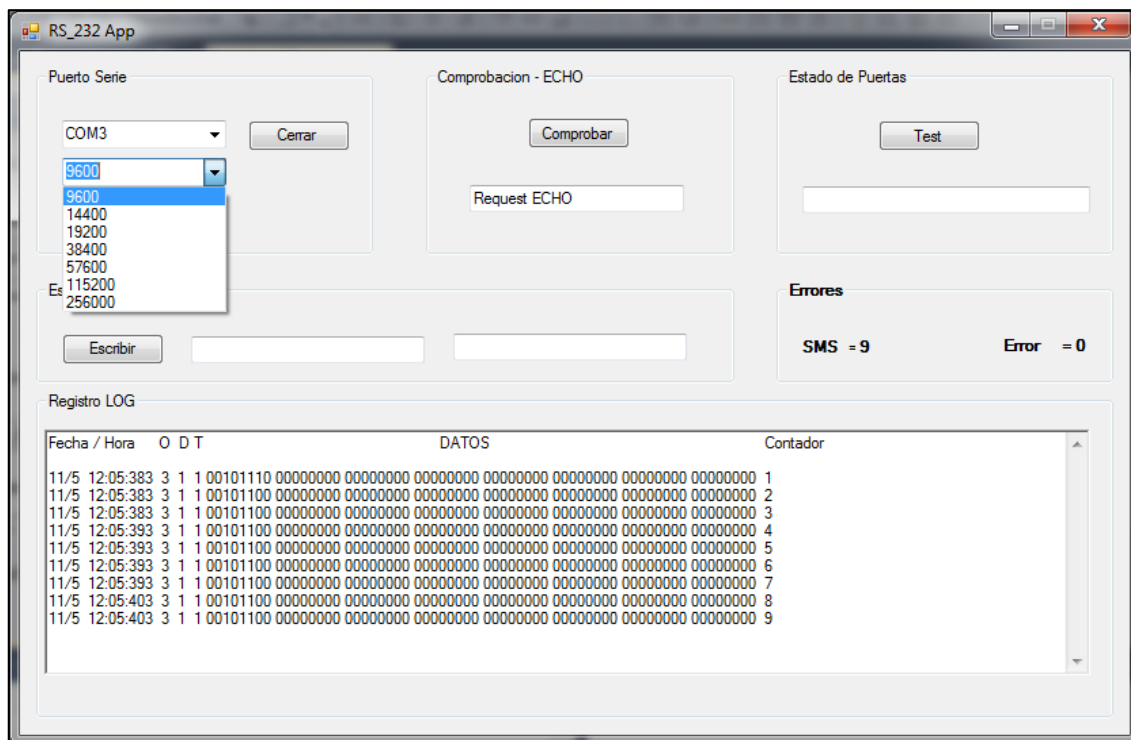 RS_232 App
Puerto Serie
COM3
Cerrar
9600
9600
14400
19200
38400
57600
115200
256000
Comprobacion - ECHO
Comprobar
Request ECHO
Estado de Puertas
Test
Escribir
Errores
SMS = 9 Error = 0
Registro LOG
Fecha / Hora O D T DATOS Contador
11/5 12:05:383 3 1 1 00101110 00000000 00000000 00000000 00000000 00000000 00000000 00000000 1
11/5 12:05:383 3 1 1 00101100 00000000 00000000 00000000 00000000 00000000 00000000 00000000 2
11/5 12:05:383 3 1 1 00101100 00000000 00000000 00000000 00000000 00000000 00000000 00000000 3
11/5 12:05:393 3 1 1 00101100 00000000 00000000 00000000 00000000 00000000 00000000 00000000 4
11/5 12:05:393 3 1 1 00101100 00000000 00000000 00000000 00000000 00000000 00000000 00000000 5
11/5 12:05:393 3 1 1 00101100 00000000 00000000 00000000 00000000 00000000 00000000 00000000 6
11/5 12:05:393 3 1 1 00101100 00000000 00000000 00000000 00000000 00000000 00000000 00000000 7
11/5 12:05:403 3 1 1 00101100 00000000 00000000 00000000 00000000 00000000 00000000 00000000 8
11/5 12:05:403 3 1 1 00101100 00000000 00000000 00000000 00000000 00000000 00000000 00000000 9